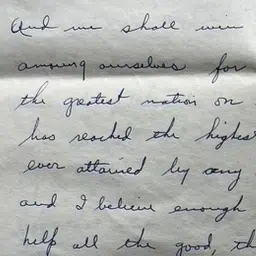 And we shall win
among ourselves for
the greatest nation on
has reached the highest
ever attained by any
and I believe enough
help all the good, th